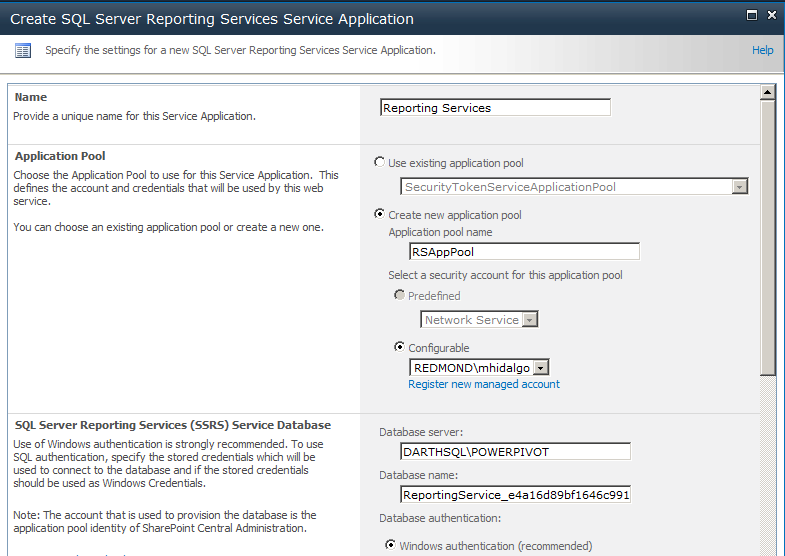 Create SQL Server Reporting Services Service Application
Specify the settings for a new SQL Server Reporting Services Service Application.
Help
Name
Provide a unique name for this Service Application.
Reporting Services
Application Pool
Choose the Application Pool to use for this Service Application. This
defines the account and credentials that will be used by this web
service.
You can choose an existing application pool or create a new one.
Use existing application pool
SecurityTokenServiceApplicationPool
Create new application pool
Application pool name
RSAppPool
Select a security account for this application pool
Predefined
Network Service
Configurable
REDMOND\mhidalgo
Register new managed account
SQL Server Reporting Services (SSRS) Service Database
Use of Windows authentication is strongly recommended. To use
SQL authentication, specify the stored credentials which will be
used to connect to the database and if the stored credentials
should be used as Windows Credentials.
Note: The account that is used to provision the database is the
application pool identity of SharePoint Central Administration.
Database server:
DARTHSQL\POWERPIVOT
Database name:
ReportingService_e4a16d89bf1646c991
Database authentication:
Windows authentication (recommended)